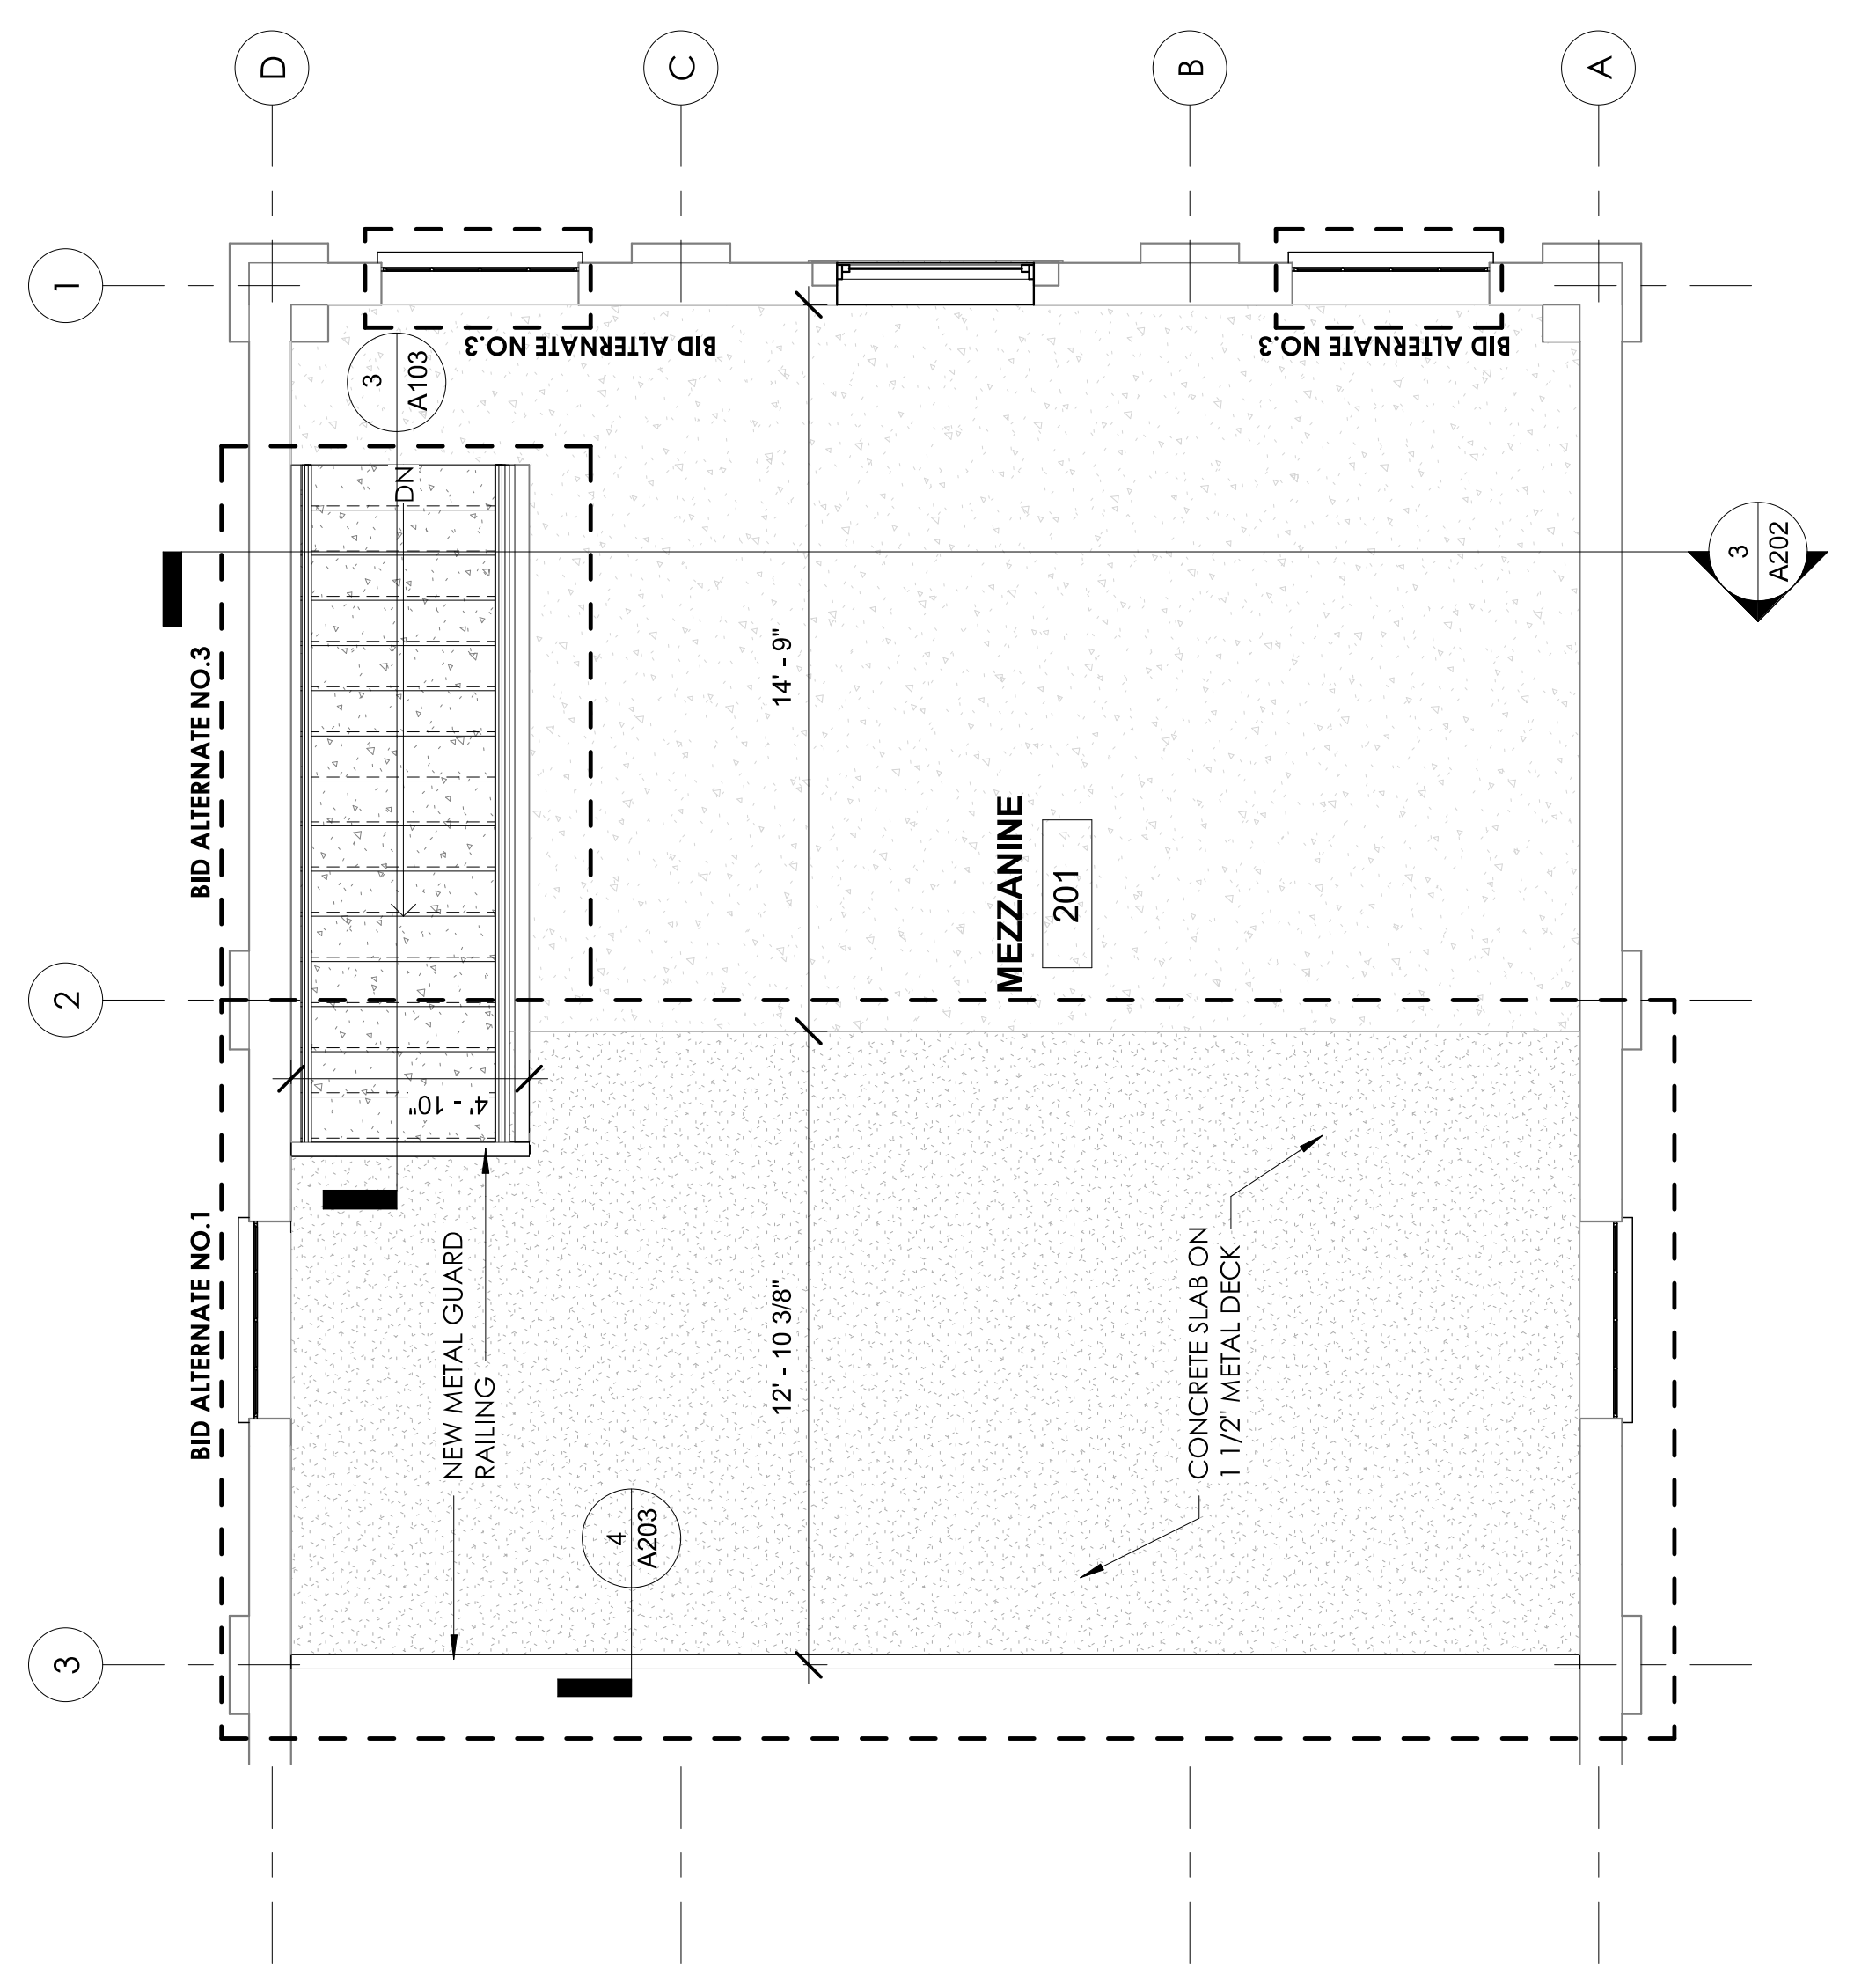 D
C
B
A
1
2
3
BID ALTERNATE NO.3
BID ALTERNATE NO.3
3
A103
DN
BID ALTERNATE NO.3
3
A202
14' - 9"
MEZZANINE
201
4' - 10"
BID ALTERNATE NO.1
NEW METAL GUARD
RAILING
12' - 10 3/8"
CONCRETE SLAB ON
1 1/2" METAL DECK
4
A203